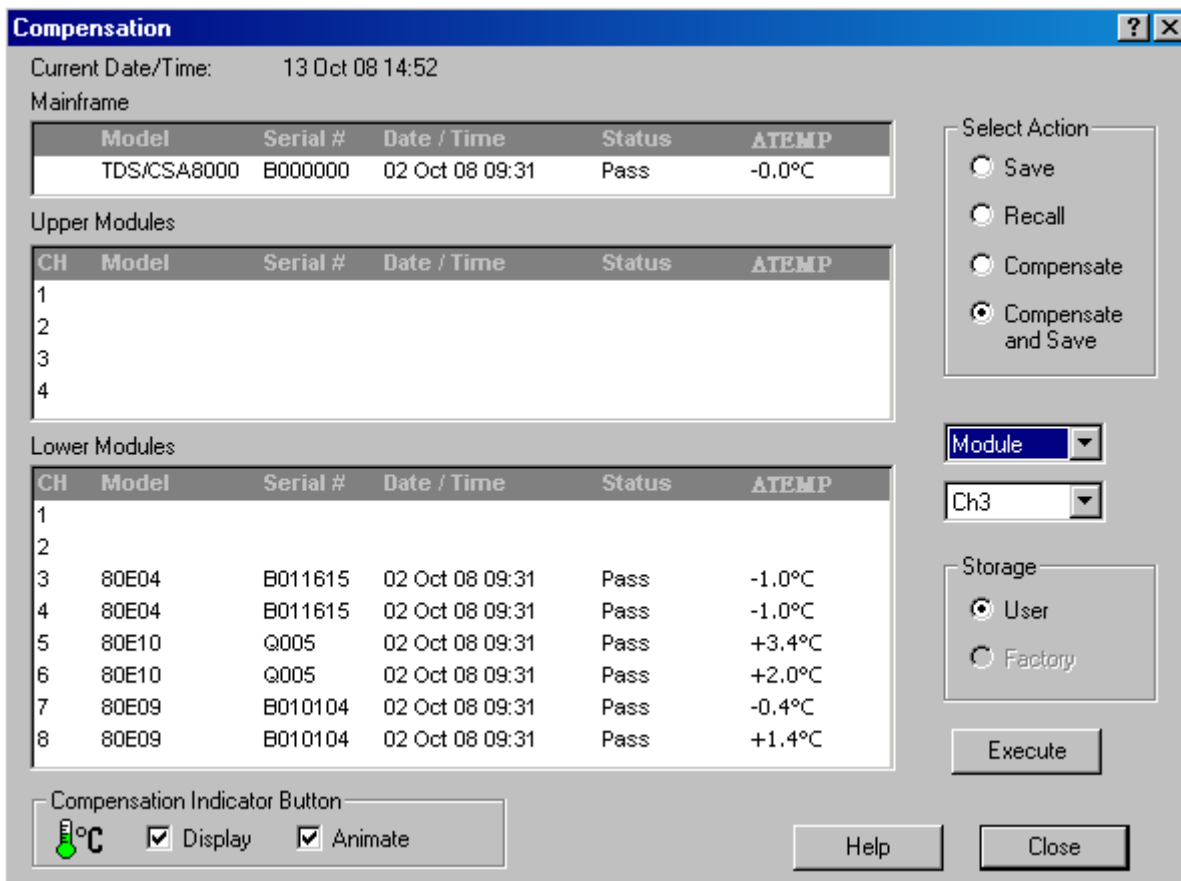 Compensation
Current Date/Time: 13 Oct 08 14:52
Mainframe
Model Serial # Date / Time Status ΔTEMP
TDS/CSA8000 B000000 02 Oct 08 09:31 Pass -0.0°C
Upper Modules
CH Model Serial # Date / Time Status ΔTEMP
1
2
3
4
Lower Modules
CH Model Serial # Date / Time Status ΔTEMP
1
2
3 80E04 B011615 02 Oct 08 09:31 Pass -1.0°C
4 80E04 B011615 02 Oct 08 09:31 Pass -1.0°C
5 80E10 Q005 02 Oct 08 09:31 Pass +3.4°C
6 80E10 Q005 02 Oct 08 09:31 Pass +2.0°C
7 80E09 B010104 02 Oct 08 09:31 Pass -0.4°C
8 80E09 B010104 02 Oct 08 09:31 Pass +1.4°C
Compensation Indicator Button
°C Display Animate
Select Action
Save
Recall
Compensate
Compensate
and Save
Module
Ch3
Storage
User
Factory
Execute
Help Close